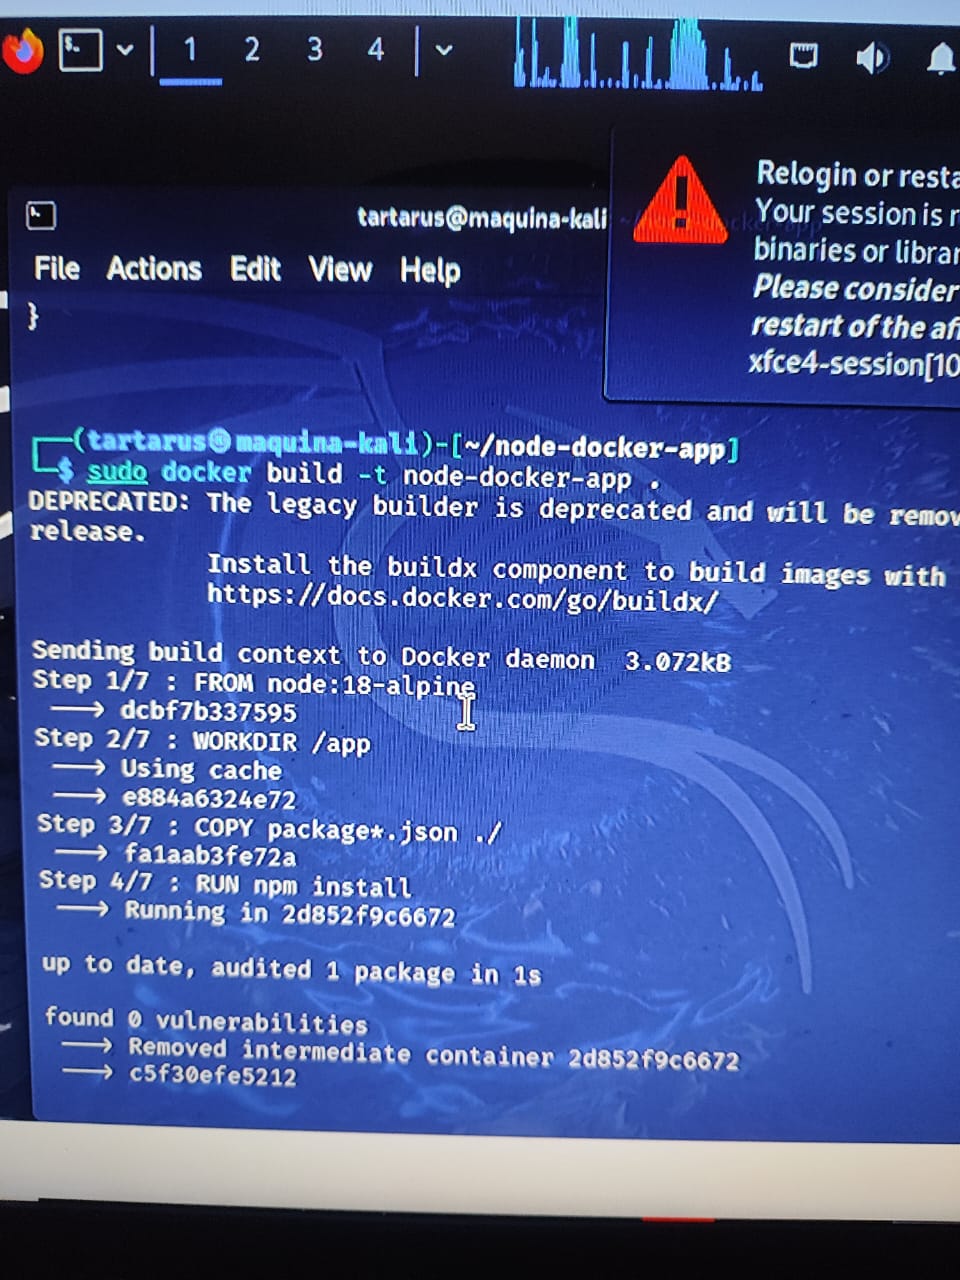 1 2 3 4
Relogin or resta
Your session is r
binaries or librar
Please consider
restart of the af
xfce4-session[10
tartarus@maquina-kali
File Actions Edit View Help
}
┌──(tartarus㉿maquina-kali)-[~/node-docker-app]
└─$ sudo docker build -t node-docker-app .
DEPRECATED: The legacy builder is deprecated and will be remov
release.
Install the buildx component to build images with
https://docs.docker.com/go/buildx/
Sending build context to Docker daemon 3.072kB
Step 1/7 : FROM node:18-alpine
---> dcbf7b337595
Step 2/7 : WORKDIR /app
---> Using cache
---> e884a6324e72
Step 3/7 : COPY package*.json ./
---> fa1aab3fe72a
Step 4/7 : RUN npm install
---> Running in 2d852f9c6672
up to date, audited 1 package in 1s
found 0 vulnerabilities
---> Removed intermediate container 2d852f9c6672
---> c5f30efe5212